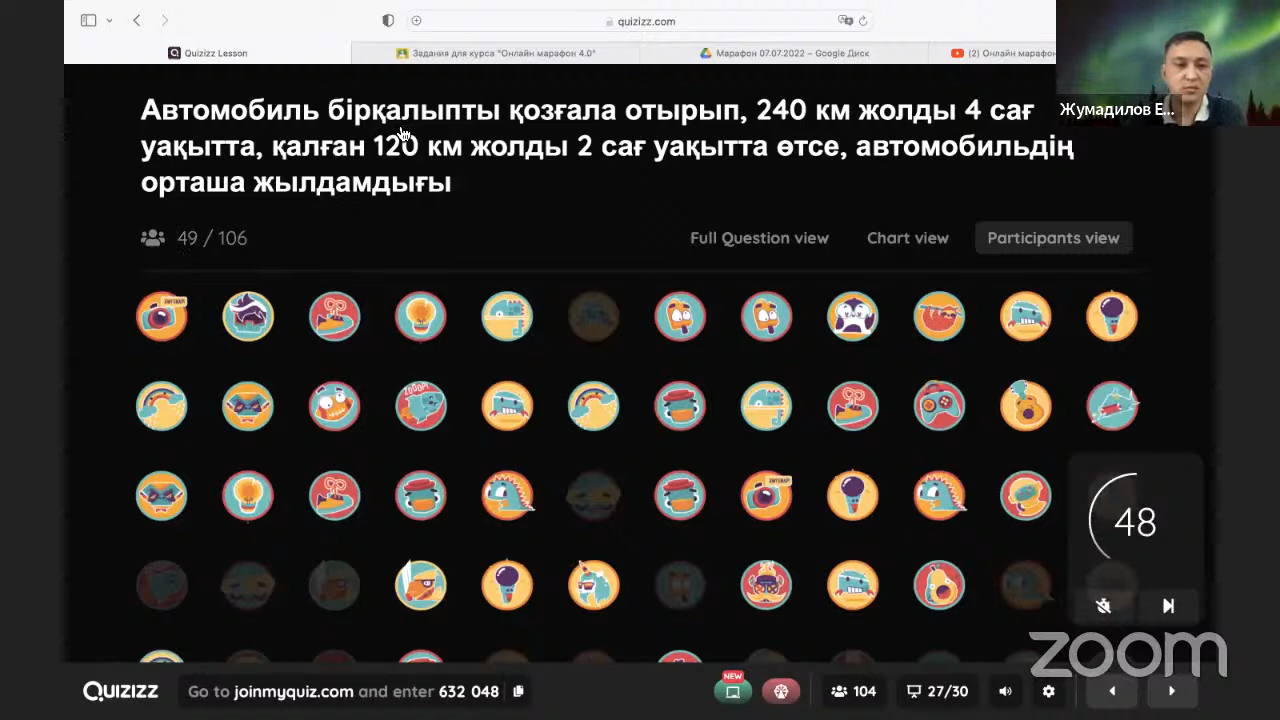 quizizz.com
Quizizz Lesson
Задания для курса "Онлайн марафон 4.0"
Марафон 07.07.2022 – Google Диск
(2) Онлайн марафон
Жумадилов Е...
Автомобиль бірқалыпты қозғала отырып, 240 км жолды 4 сағ
уақытта, қалған 120 км жолды 2 сағ уақытта өтсе, автомобильдің
орташа жылдамдығы
49 / 106
Full Question view
Chart view
Participants view
48
zoom
QUIZIZZ
Go to joinmyquiz.com and enter 632 048
NEW
104
27/30